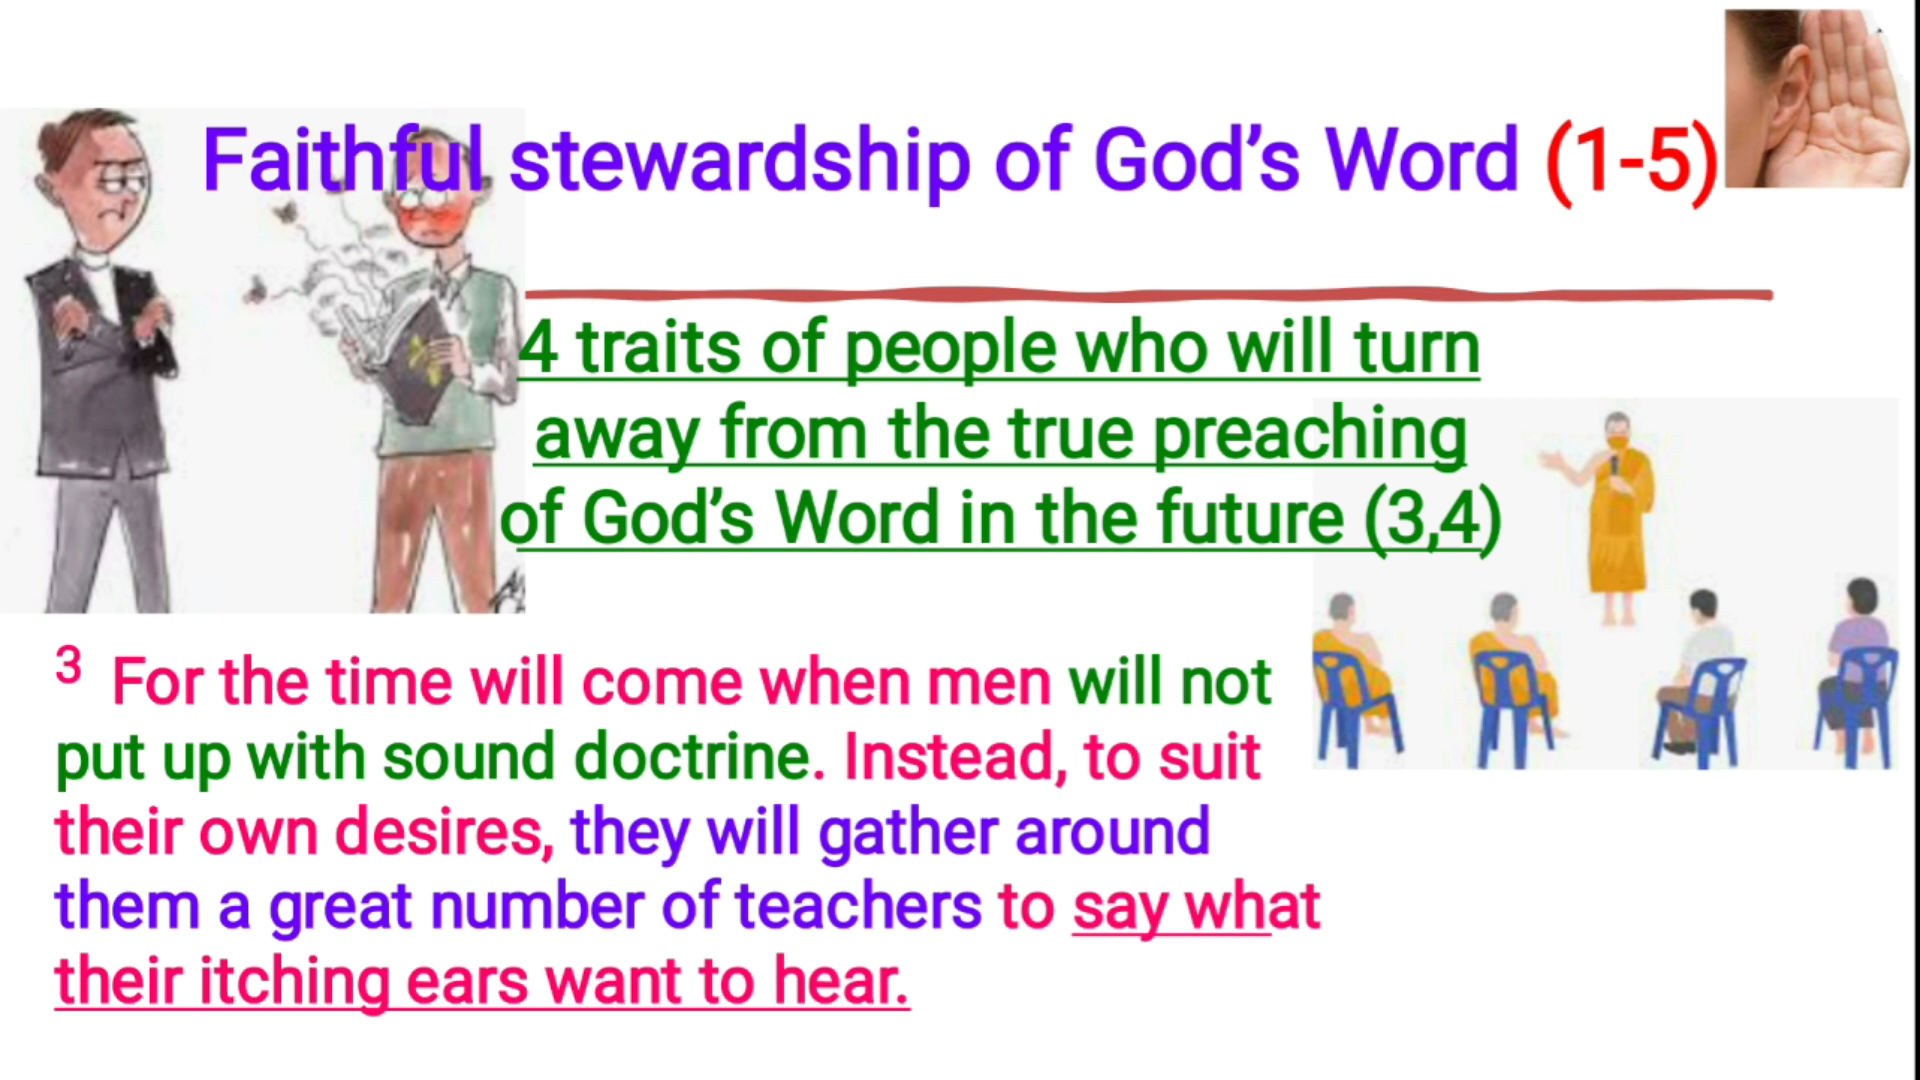 Faithful stewardship of God’s Word (1-5)
4 traits of people who will turn
away from the true preaching
of God’s Word in the future (3,4)
3 For the time will come when men will not
put up with sound doctrine. Instead, to suit
their own desires, they will gather around
them a great number of teachers to say what
their itching ears want to hear.